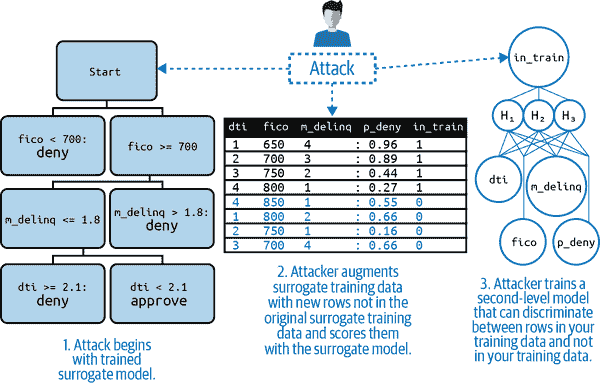 Attack
Start
fico < 700:
deny
fico >= 700
m_delinq <= 1.8
m_delinq > 1.8:
deny
dti >= 2.1:
deny
dti < 2.1
approve
1. Attack begins
with trained
surrogate model.
dti fico m_delinq p_deny in_train
1 650 4 : 0.96 1
2 700 3 : 0.89 1
3 750 2 : 0.44 1
4 800 1 : 0.27 1
4 850 1 : 0.55 0
1 800 2 : 0.66 0
2 750 1 : 0.16 0
3 700 4 : 0.66 0
2. Attacker augments
surrogate training data
with new rows not in the
original surrogate training
data and scores them
with the surrogate model.
in_train
H₁ H₂ H₃
dti
m_delinq
fico
p_deny
3. Attacker trains a
second-level model
that can discriminate
between rows in your
training data and not
in your training data.